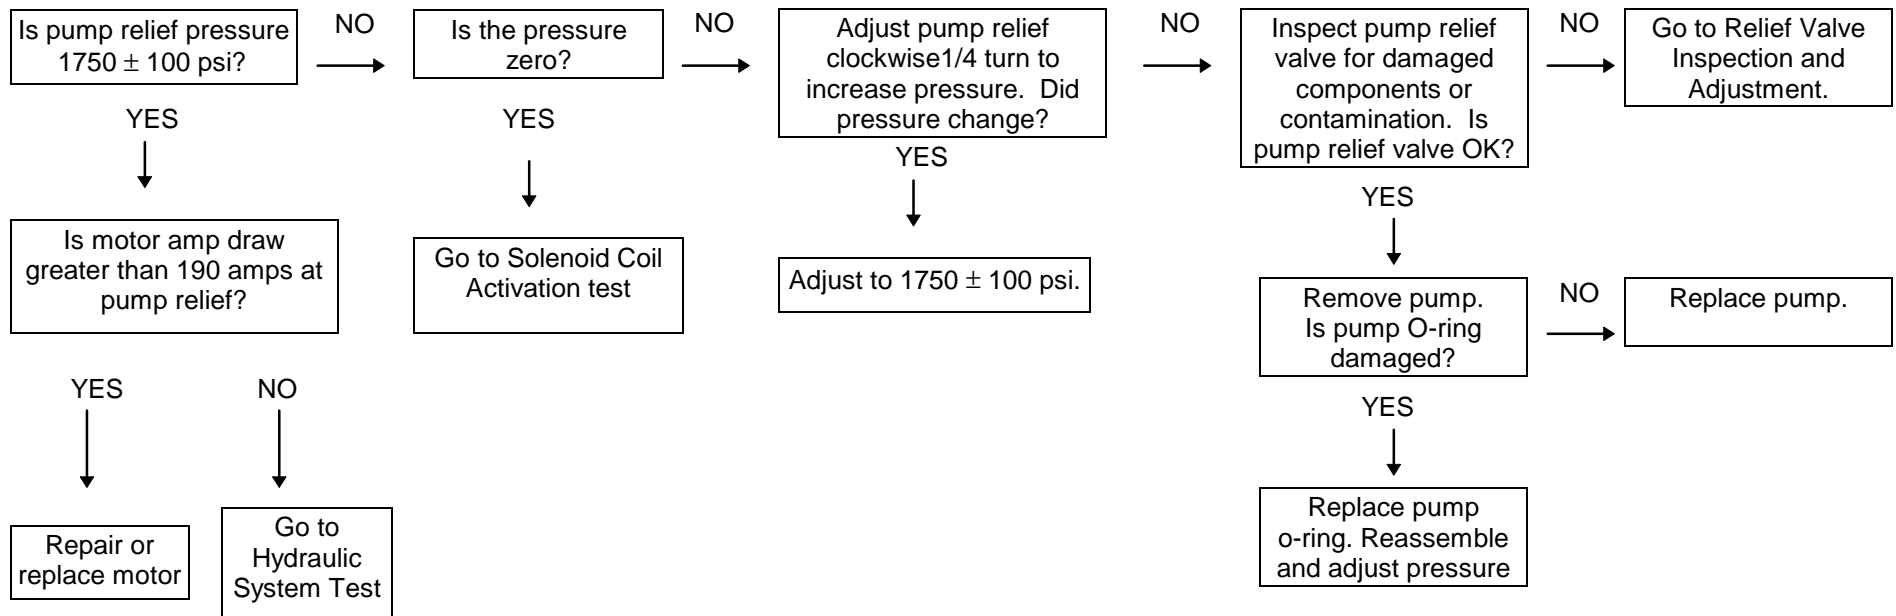 Is pump relief pressure
1750 ± 100 psi?
NO
Is the pressure
zero?
NO
Adjust pump relief
clockwise1/4 turn to
increase pressure. Did
pressure change?
NO
Inspect pump relief
valve for damaged
components or
contamination. Is
pump relief valve OK?
NO
Go to Relief Valve
Inspection and
Adjustment.
YES
YES
YES
YES
Is motor amp draw
greater than 190 amps at
pump relief?
Go to Solenoid Coil
Activation test
Adjust to 1750 ± 100 psi.
Remove pump.
Is pump O-ring
damaged?
NO
Replace pump.
YES
NO
YES
Repair or
replace motor
Go to
Hydraulic
System Test
Replace pump
o-ring. Reassemble
and adjust pressure